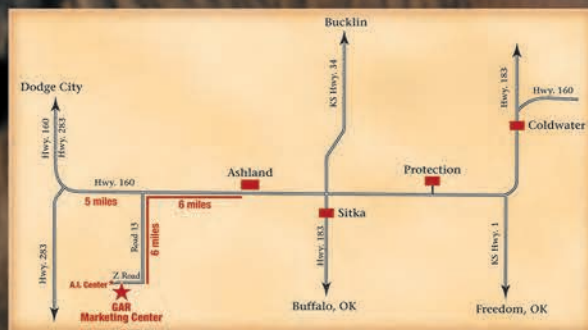 Bucklin
Dodge City
Hwy. 160
Hwy. 283
KS Hwy. 34
Hwy. 183
Hwy. 160
Coldwater
Hwy. 160
Ashland
Protection
5 miles
6 miles
Sitka
Hwy. 283
Road 15
6 miles
Hwy. 183
KS Hwy. 1
Z Road
A.I. Center
GAR
Marketing Center
Buffalo, OK
Freedom, OK